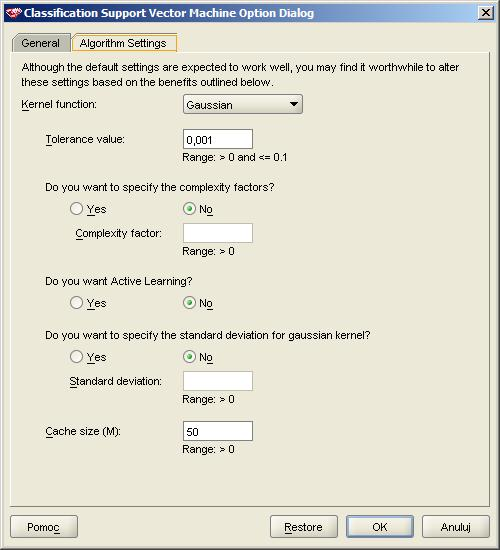 Classification Support Vector Machine Option Dialog
General Algorithm Settings
Although the default settings are expected to work well, you may find it worthwhile to alter
these settings based on the benefits outlined below.
Kernel function: Gaussian
Tolerance value: 0,001
Range: > 0 and <= 0.1
Do you want to specify the complexity factors?
Yes No
Complexity factor:
Range: > 0
Do you want Active Learning?
Yes No
Do you want to specify the standard deviation for gaussian kernel?
Yes No
Standard deviation:
Range: > 0
Cache size (M): 50
Range: > 0
Pomoc Restore OK Anuluj